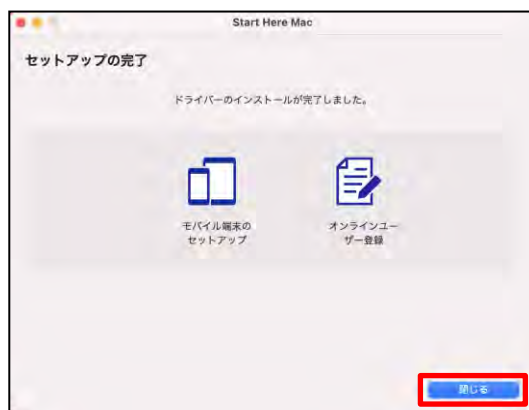 Start Here Mac
セットアップの完了
ドライバーのインストールが完了しました。
モバイル端末の
セットアップ
オンラインユー
ザー登録
閉じる